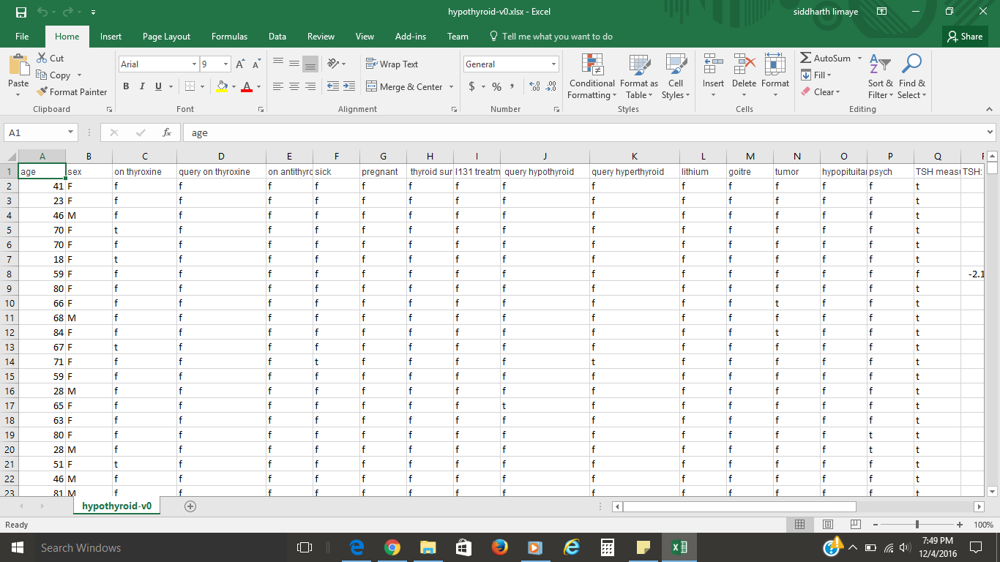 hypothyroid-v0.xlsx - Excel
siddharth limaye
File Home Insert Page Layout Formulas Data Review View Add-ins Team Tell me what you want to do Share
Paste
Cut
Copy
Format Painter
Clipboard
Arial 9
B I U
Font
Wrap Text
Merge & Center
Alignment
General
$ % ,
Number
Conditional Formatting
Format as Table
Cell Styles
Styles
Insert Delete Format
Cells
AutoSum
Fill
Clear
Sort & Filter
Find & Select
Editing
A1 fx age
A B C D E F G H I J K L M N O P Q
1 age sex on thyroxine query on thyroxine on antithyro sick pregnant thyroid sur I131 treatm query hypothyroid query hyperthyroid lithium goitre tumor hypopituita psych TSH meas TSH:
2 41 F f f f f f f f f f f f f f f t
3 23 F f f f f f f f f f f f f f f t
4 46 M f f f f f f f f f f f f f f t
5 70 F t f f f f f f f f f f f f f t
6 70 F f f f f f f f f f f f f f f t
7 18 F t f f f f f f f f f f f f f t
8 59 F f f f f f f f f f f f f f f f -2.1
9 80 F f f f f f f f f f f f f f f t
10 66 F f f f f f f f f f f f t f f t
11 68 M f f f f f f f f f f f f f f t
12 84 F f f f f f f f f f f f t f f t
13 67 F t f f f f f f f f f f f f f t
14 71 F f f f t f f f f t f f f f f t
15 59 F f f f f f f f f f f f f f f t
16 28 M f f f f f f f f f f f f f f t
17 65 F f f f f f f f t f f f f f f t
18 63 F f f f f f f f f f f f f f f t
19 80 F f f f f f f f f f f f f f t t
20 28 M f f f f f f f f f f f f f t t
21 51 F t f f f f f f f f f f f f f t
22 46 M f f f f f f f f f f f f f f t
23 81 M f f f f f f f f f f f f f f t
hypothyroid-v0
Ready 100%
Search Windows
7:49 PM
12/4/2016